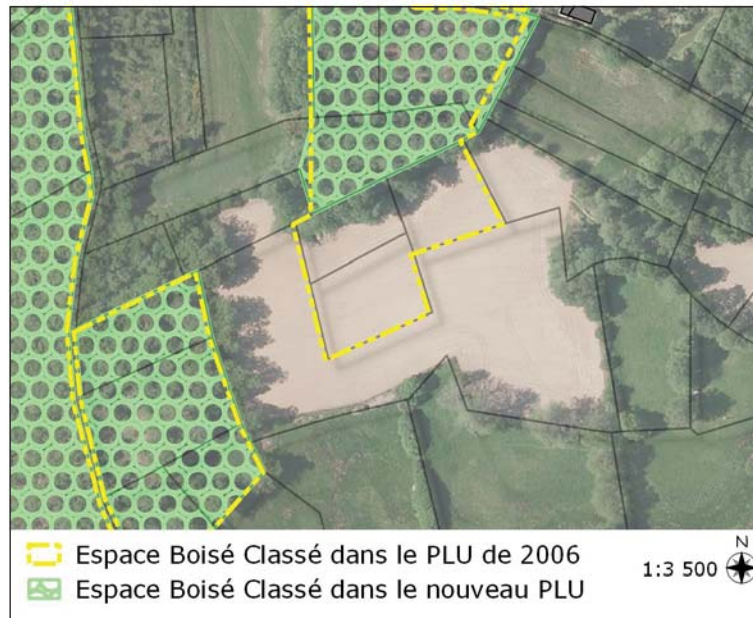 Espace Boisé Classé dans le PLU de 2006
Espace Boisé Classé dans le nouveau PLU
1:3 500
N